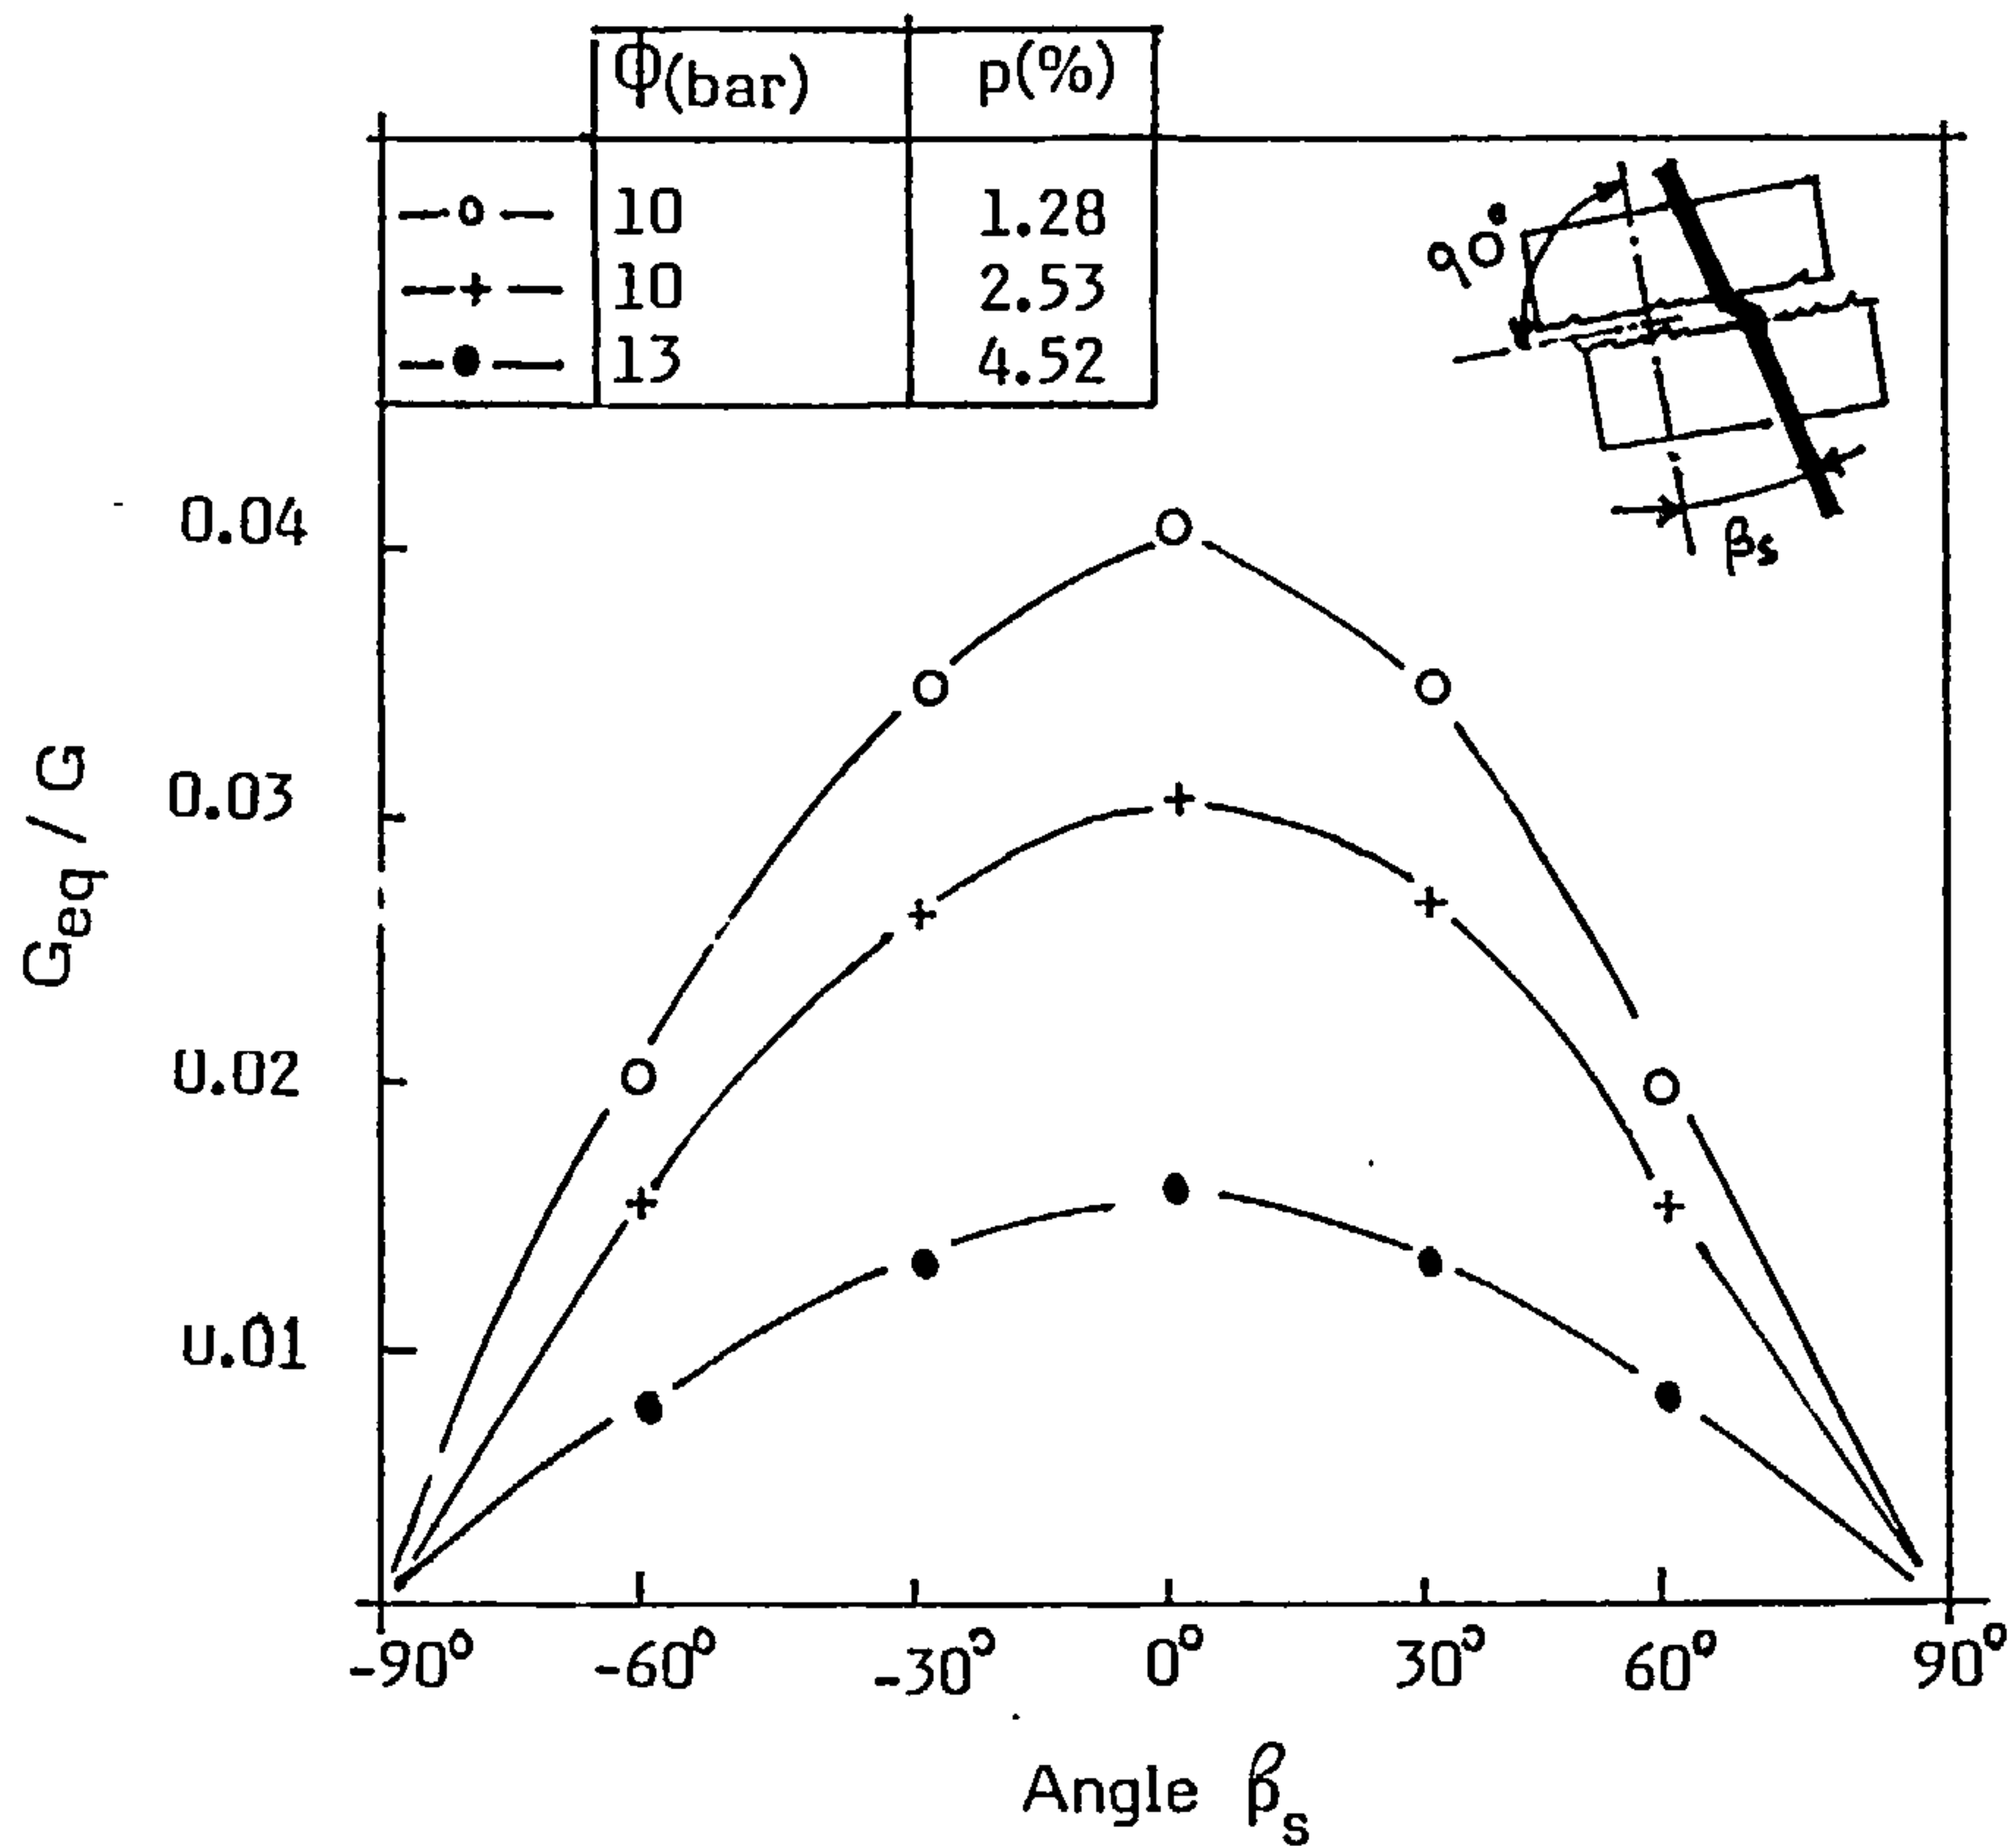 ϕ(bar) p(%)
10 1.28
10 2.53
13 4.52
90°
βs
0.04
0.03
0.02
0.01
Geq / G
-90° -60° -30° 0° 30° 60° 90°
Angle βs